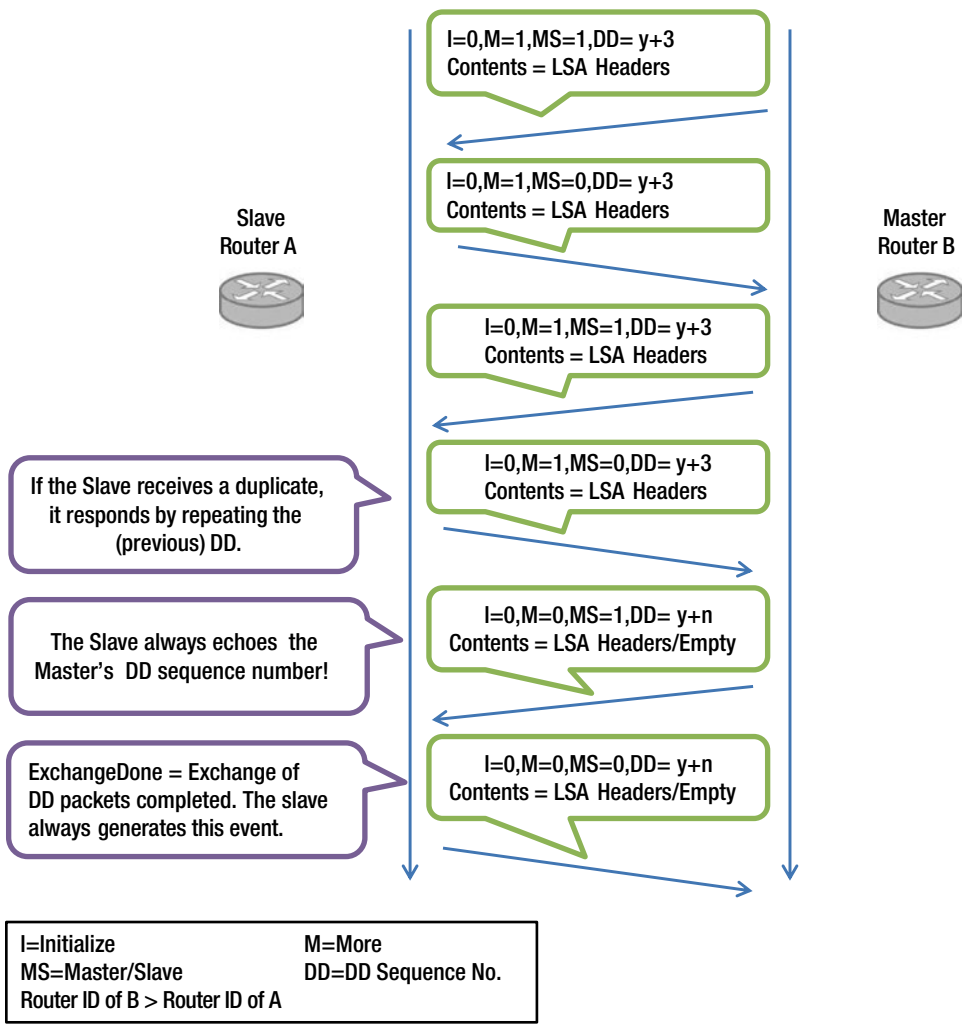 I=0,M=1,MS=1,DD= y+3
Contents = LSA Headers
I=0,M=1,MS=0,DD= y+3
Contents = LSA Headers
Slave
Router A
Master
Router B
I=0,M=1,MS=1,DD= y+3
Contents = LSA Headers
If the Slave receives a duplicate,
it responds by repeating the
(previous) DD.
I=0,M=1,MS=0,DD= y+3
Contents = LSA Headers
The Slave always echoes the
Master's DD sequence number!
I=0,M=0,MS=1,DD= y+n
Contents = LSA Headers/Empty
ExchangeDone = Exchange of
DD packets completed. The slave
always generates this event.
I=0,M=0,MS=0,DD= y+n
Contents = LSA Headers/Empty
I=Initialize M=More
MS=Master/Slave DD=DD Sequence No.
Router ID of B > Router ID of A